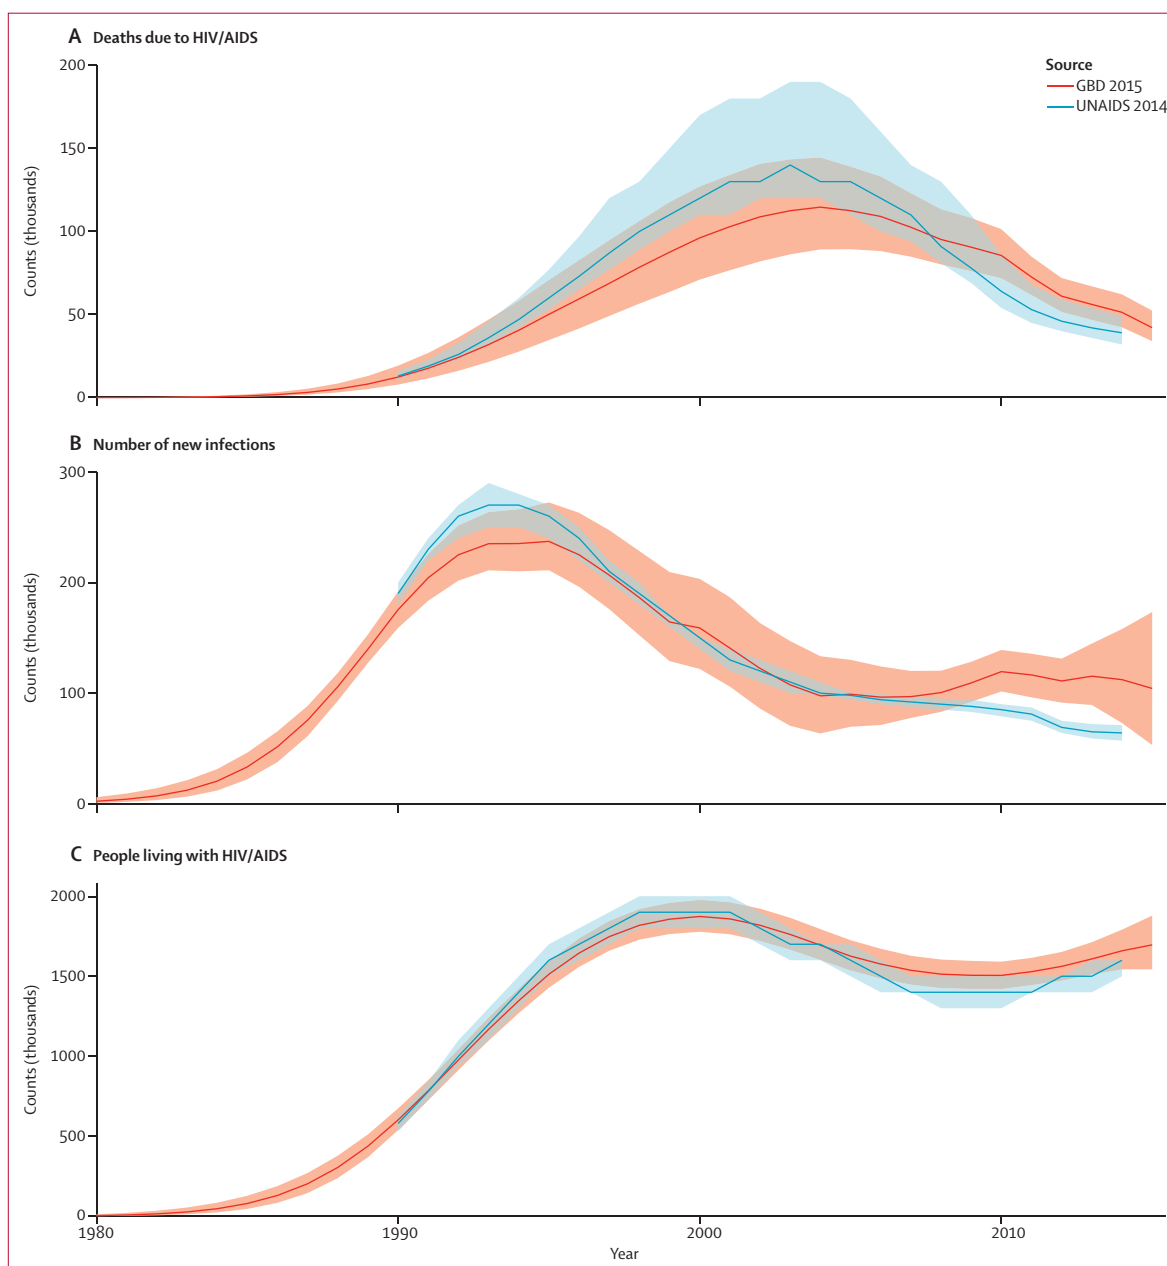 A Deaths due to HIV/AIDS
200
150
100
50
0
Counts (thousands)
Source
GBD 2015
UNAIDS 2014
B Number of new infections
300
200
100
0
Counts (thousands)
C People living with HIV/AIDS
2000
1500
1000
500
0
Counts (thousands)
1980 1990 2000 2010
Year